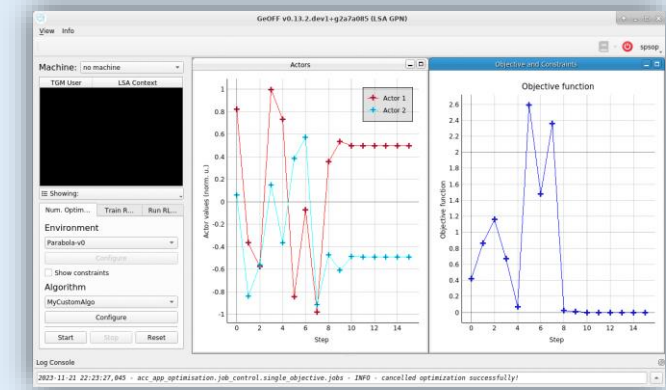 GeOFF v0.13.2.dev1+g2a7a085 (LSA GPN)
View Info
spsop
Machine: no machine
TGM User LSA Context
Showing:
Num. Optim... Train R... Run RL...
Environment
Parabola-v0
Configure
Show constraints
Algorithm
MyCustomAlgo
Configure
Start Stop Reset
Actors
Actor 1
Actor 2
Actor values (norm. u.)
1
0.8
0.6
0.4
0.2
0
-0.2
-0.4
-0.6
-0.8
-1
0 2 4 6 8 10 12 14
Step
Objective and Constraints
Objective function
Objective function
2.6
2.4
2.2
2
1.8
1.6
1.4
1.2
1
0.8
0.6
0.4
0.2
0
0 2 4 6 8 10 12 14
Step
Log Console
2023-11-21 22:23:27,045 - acc_app_optimisation.job_control.single_objective.jobs - INFO - cancelled optimization successfully!